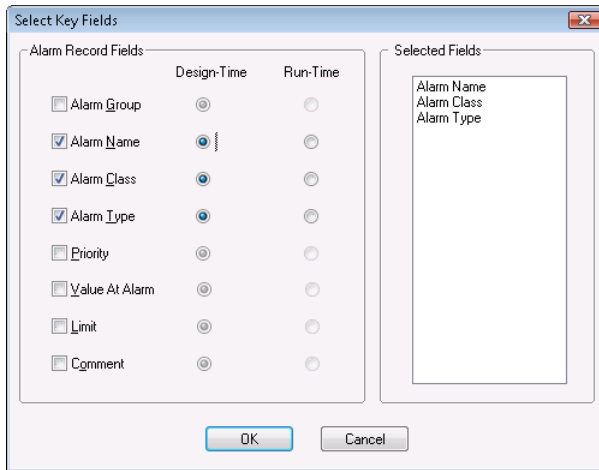 Select Key Fields
Alarm Record Fields
Selected Fields
Design-Time Run-Time
Alarm Group
Alarm Name
Alarm Class
Alarm Type
Priority
Value At Alarm
Limit
Comment
Alarm Name
Alarm Class
Alarm Type
OK Cancel